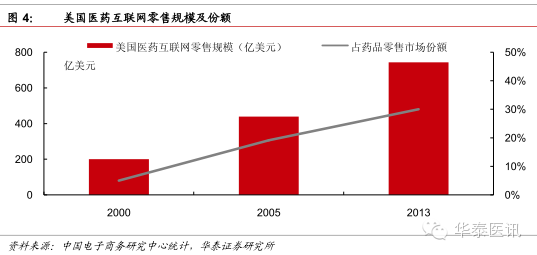 图 4: 美国医药互联网零售规模及份额
美国医药互联网零售规模（亿美元） 占药品零售市场份额
亿美元
800 50%
600 40%
400 30%
200 20%
0 10%
0%
2000 2005 2013
华泰医讯
资料来源：中国电子商务研究中心统计，华泰证券研究所